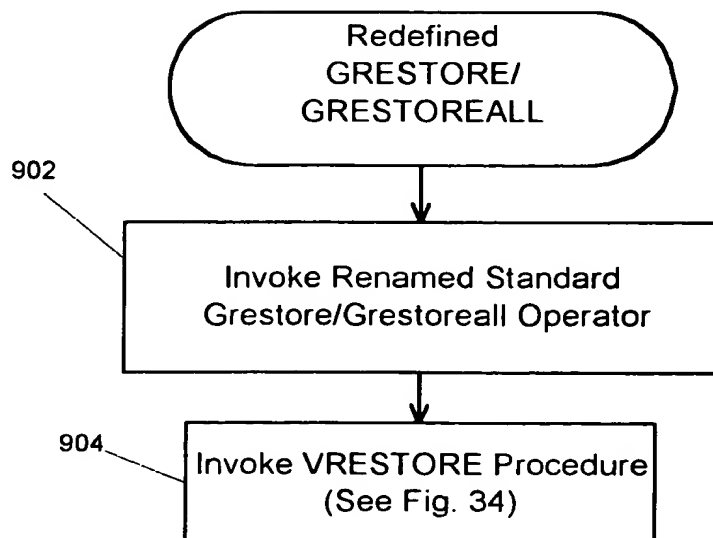 Redefined
GRESTORE/
GRESTOREALL
902
Invoke Renamed Standard
Grestore/Grestoreall Operator
904
Invoke VRESTORE Procedure
(See Fig. 34)